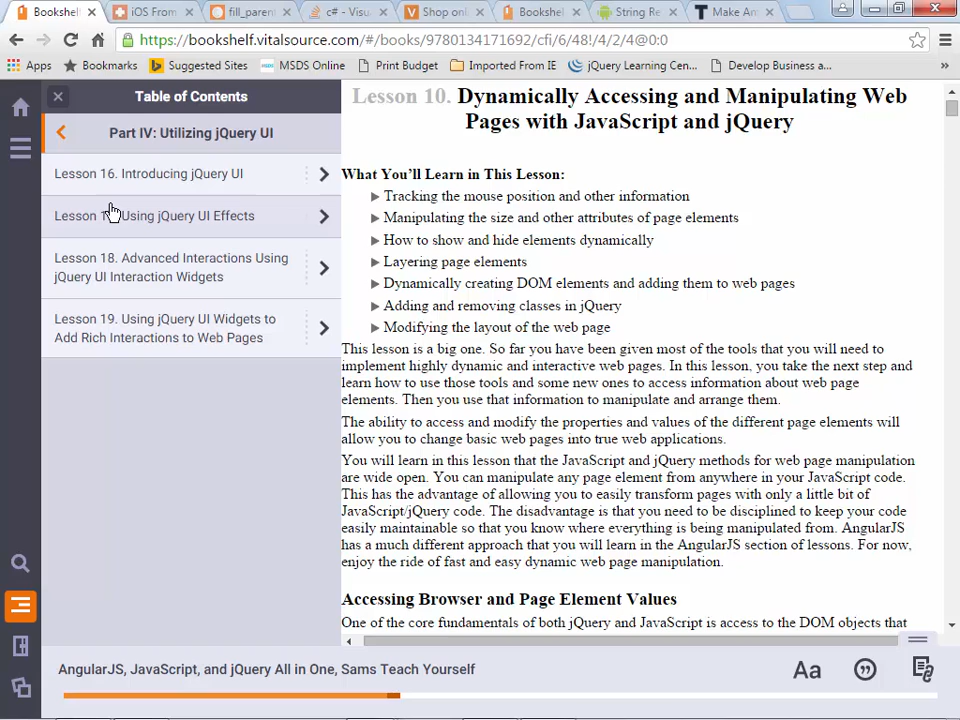 Bookshelf
iOS From
fill_parent
c# - Visu
Shop onl
Bookshel
String Re
Make An
https://bookshelf.vitalsource.com/#/books/9780134171692/cfi/6/48!/4/2/4@0:0
Apps Bookmarks Suggested Sites msn MSDS Online Print Budget Imported From IE jQuery Learning Cen... Develop Business a... »
Table of Contents
Part IV: Utilizing jQuery UI
Lesson 16. Introducing jQuery UI
Lesson 1 Using jQuery UI Effects
Lesson 18. Advanced Interactions Using
jQuery UI Interaction Widgets
Lesson 19. Using jQuery UI Widgets to
Add Rich Interactions to Web Pages
Lesson 10. Dynamically Accessing and Manipulating Web
Pages with JavaScript and jQuery
What You’ll Learn in This Lesson:
Tracking the mouse position and other information
Manipulating the size and other attributes of page elements
How to show and hide elements dynamically
Layering page elements
Dynamically creating DOM elements and adding them to web pages
Adding and removing classes in jQuery
Modifying the layout of the web page
This lesson is a big one. So far you have been given most of the tools that you will need to
implement highly dynamic and interactive web pages. In this lesson, you take the next step and
learn how to use those tools and some new ones to access information about web page
elements. Then you use that information to manipulate and arrange them.
The ability to access and modify the properties and values of the different page elements will
allow you to change basic web pages into true web applications.
You will learn in this lesson that the JavaScript and jQuery methods for web page manipulation
are wide open. You can manipulate any page element from anywhere in your JavaScript code.
This has the advantage of allowing you to easily transform pages with only a little bit of
JavaScript/jQuery code. The disadvantage is that you need to be disciplined to keep your code
easily maintainable so that you know where everything is being manipulated from. AngularJS
has a much different approach that you will learn in the AngularJS section of lessons. For now,
enjoy the ride of fast and easy dynamic web page manipulation.
Accessing Browser and Page Element Values
One of the core fundamentals of both jQuery and JavaScript is access to the DOM objects that
AngularJS, JavaScript, and jQuery All in One, Sams Teach Yourself
Aa